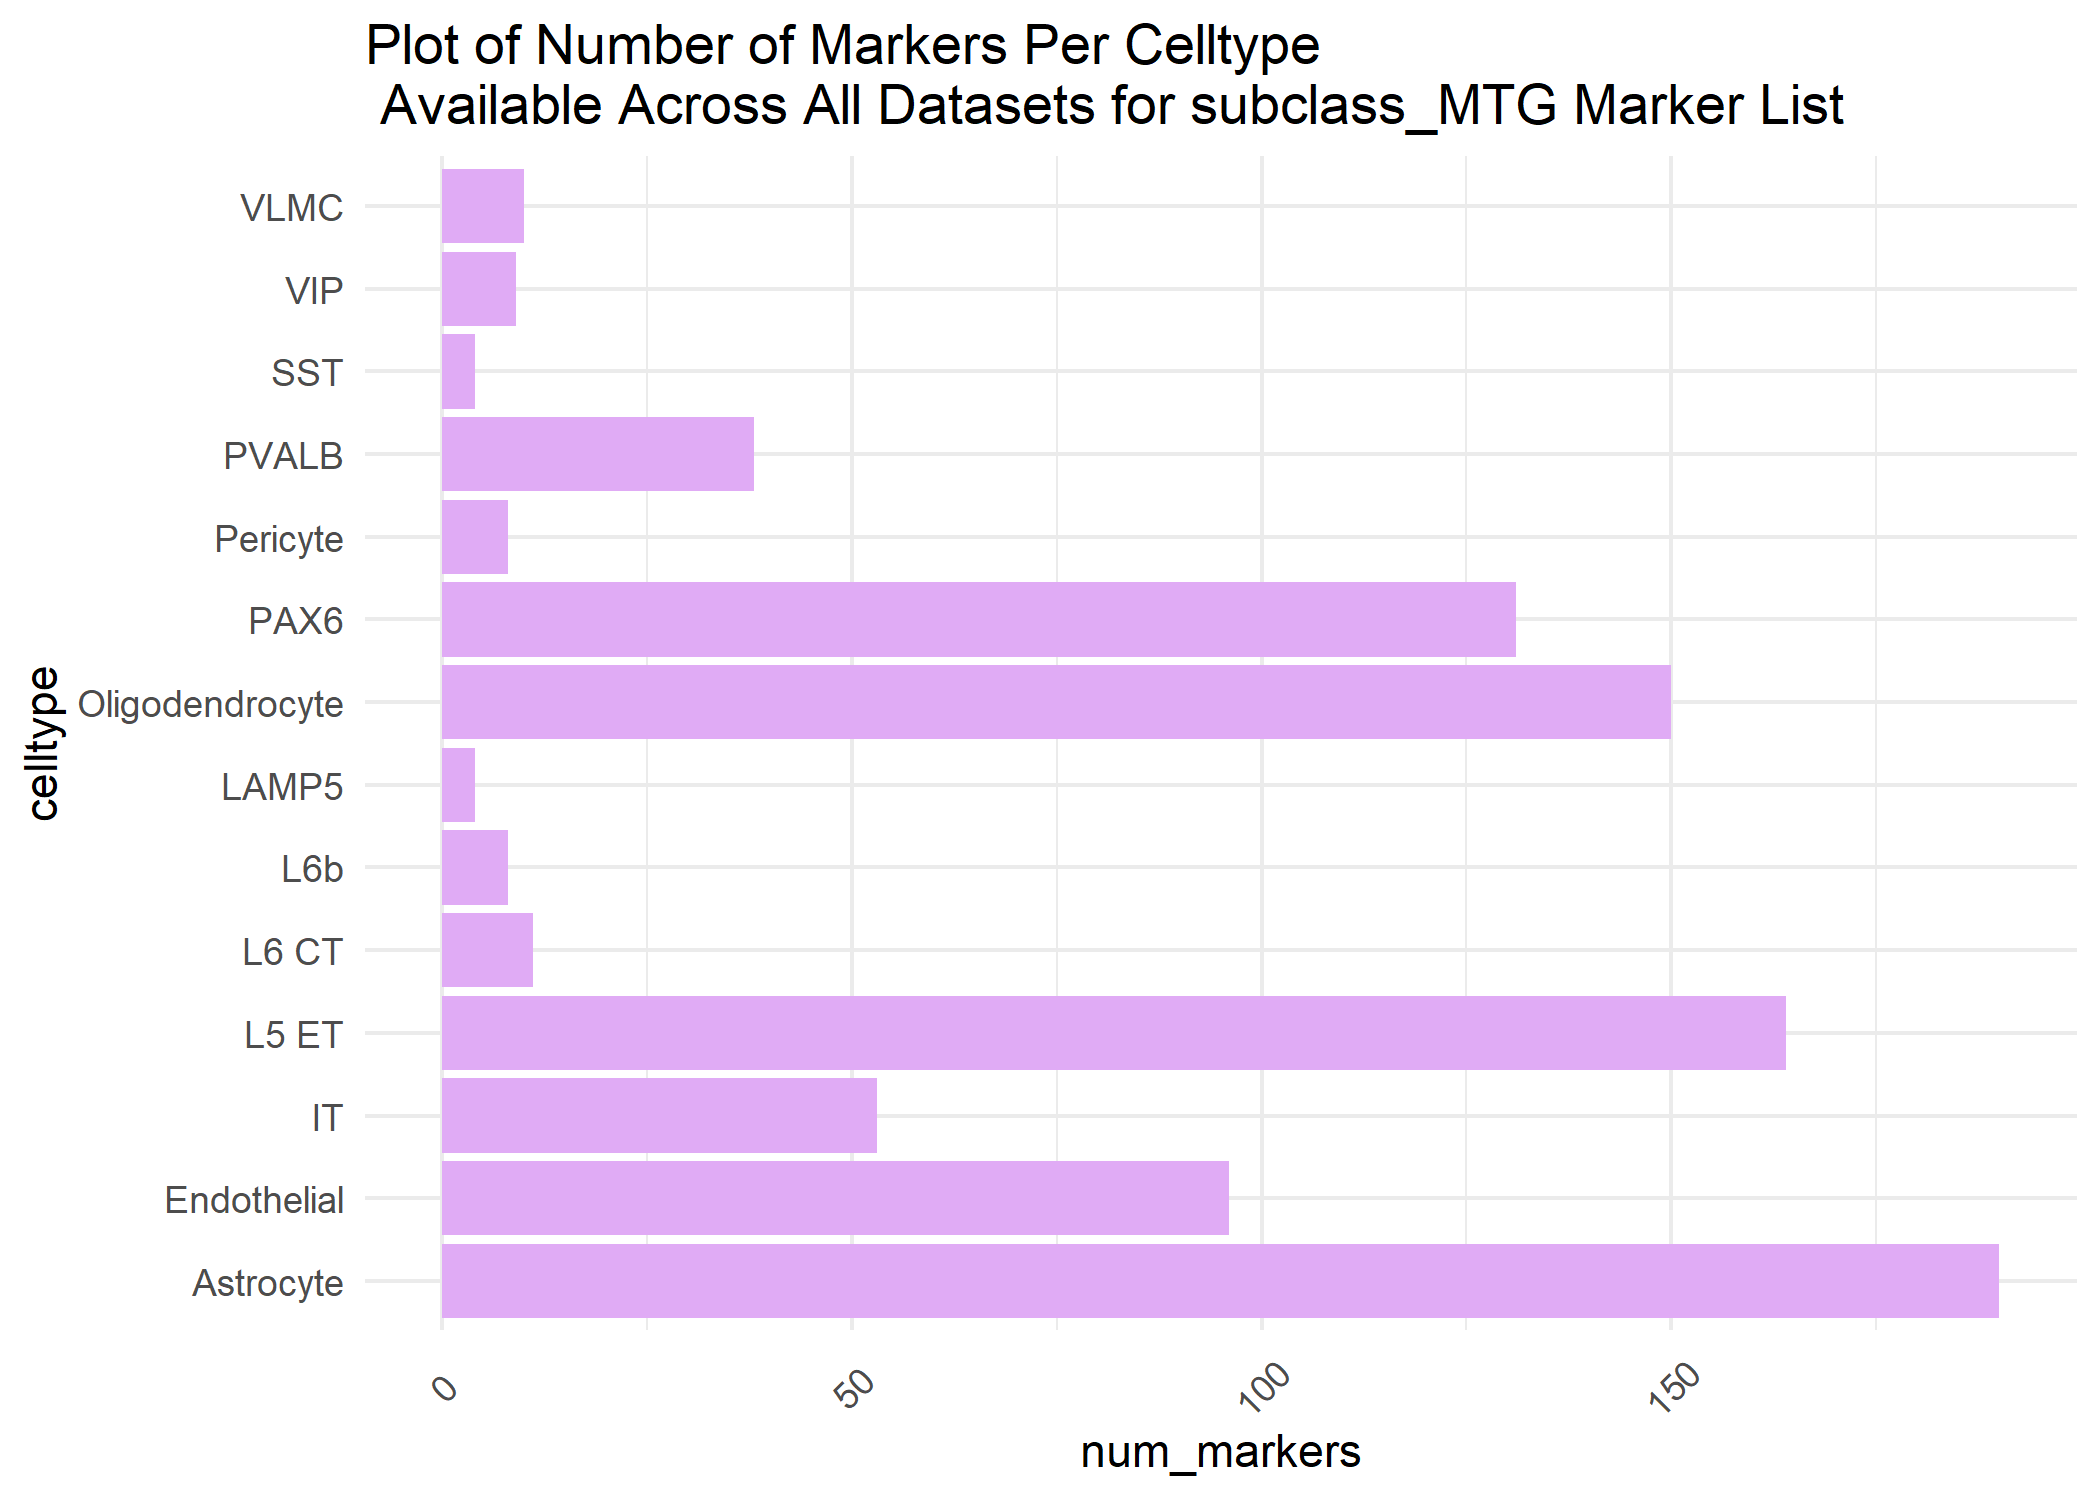 Plot of Number of Markers Per Celltype
Available Across All Datasets for subclass_MTG Marker List
VLMC
VIP
SST
PVALB
Pericyte
PAX6
Oligodendrocyte
LAMP5
L6b
L6 CT
L5 ET
IT
Endothelial
Astrocyte
celltype
0
50
100
150
num_markers